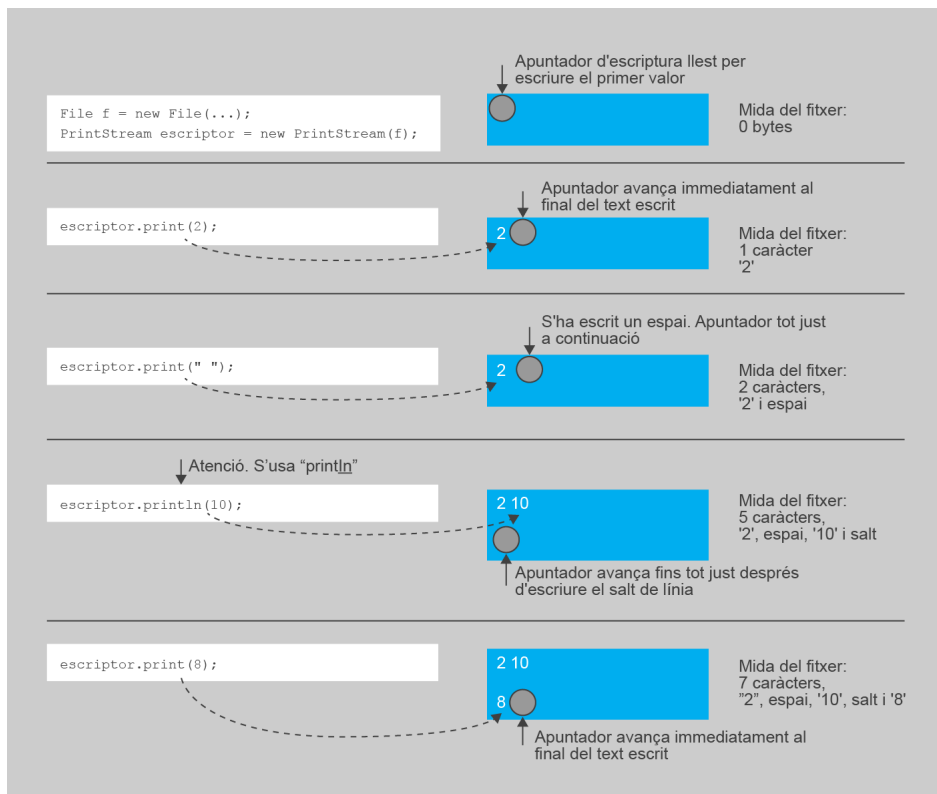 Apuntador d'escriptura llest per
escriure el primer valor
File f = new File(...);
PrintStream escriptor = new PrintStream(f);
Mida del fitxer:
0 bytes
Apuntador avança immediatament al
final del text escrit
escriptor.print(2);
2
Mida del fitxer:
1 caràcter
'2'
S'ha escrit un espai. Apuntador tot just
a continuació
escriptor.print(" ");
2
Mida del fitxer:
2 caràcters,
'2' i espai
Atenció. S’usa “println”
escriptor.println(10);
2 10
Mida del fitxer:
5 caràcters,
'2', espai, '10' i salt
Apuntador avança fins tot just després
d'escriure el salt de línia
escriptor.print(8);
2 10
8
Mida del fitxer:
7 caràcters,
”2”, espai, '10', salt i '8'
Apuntador avança immediatament al
final del text escrit